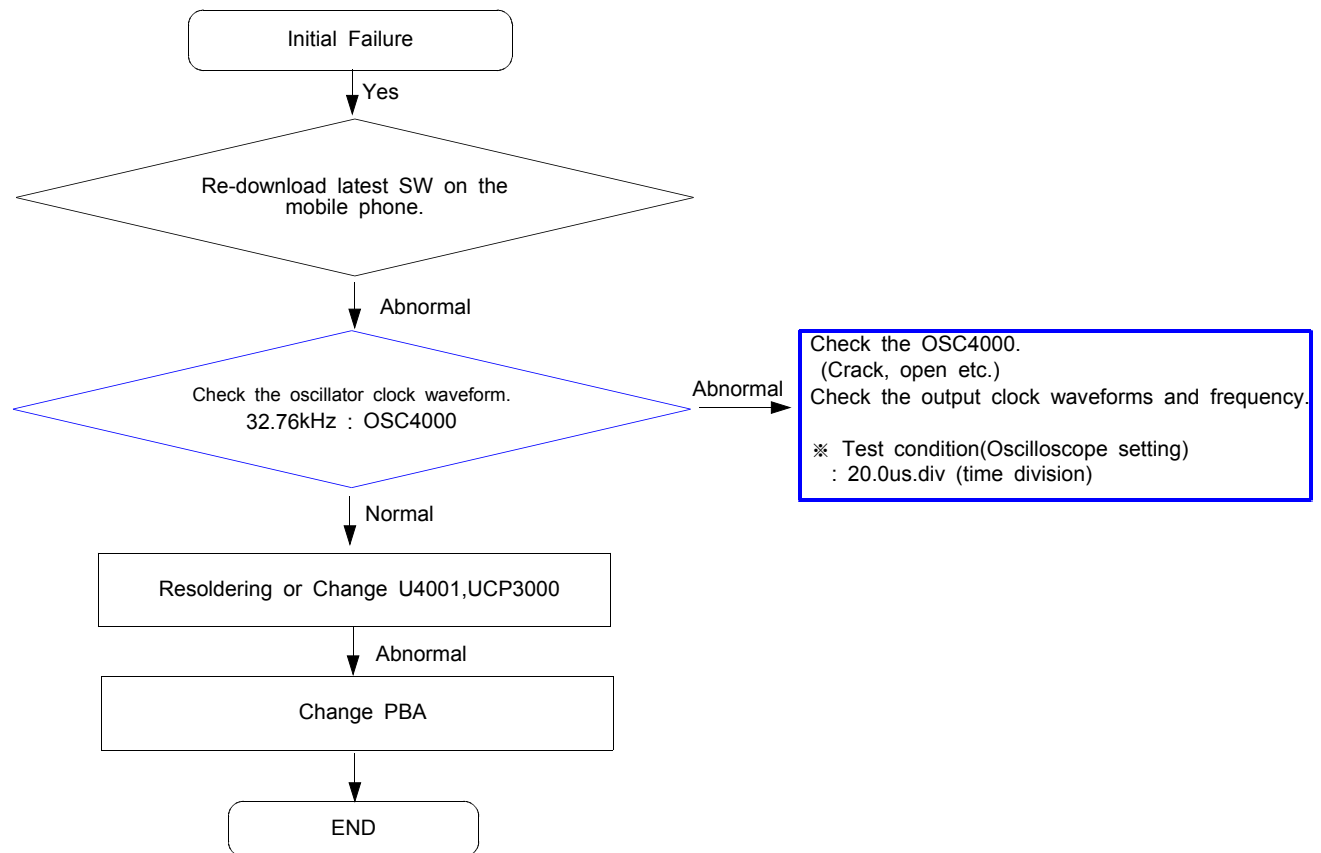 Initial Failure
Yes
Re-download latest SW on the
mobile phone.
Abnormal
Check the oscillator clock waveform.
32.76kHz : OSC4000
Abnormal
Check the OSC4000.
(Crack, open etc.)
Check the output clock waveforms and frequency.
※ Test condition(Oscilloscope setting)
: 20.0us.div (time division)
Normal
Resoldering or Change U4001,UCP3000
Abnormal
Change PBA
END